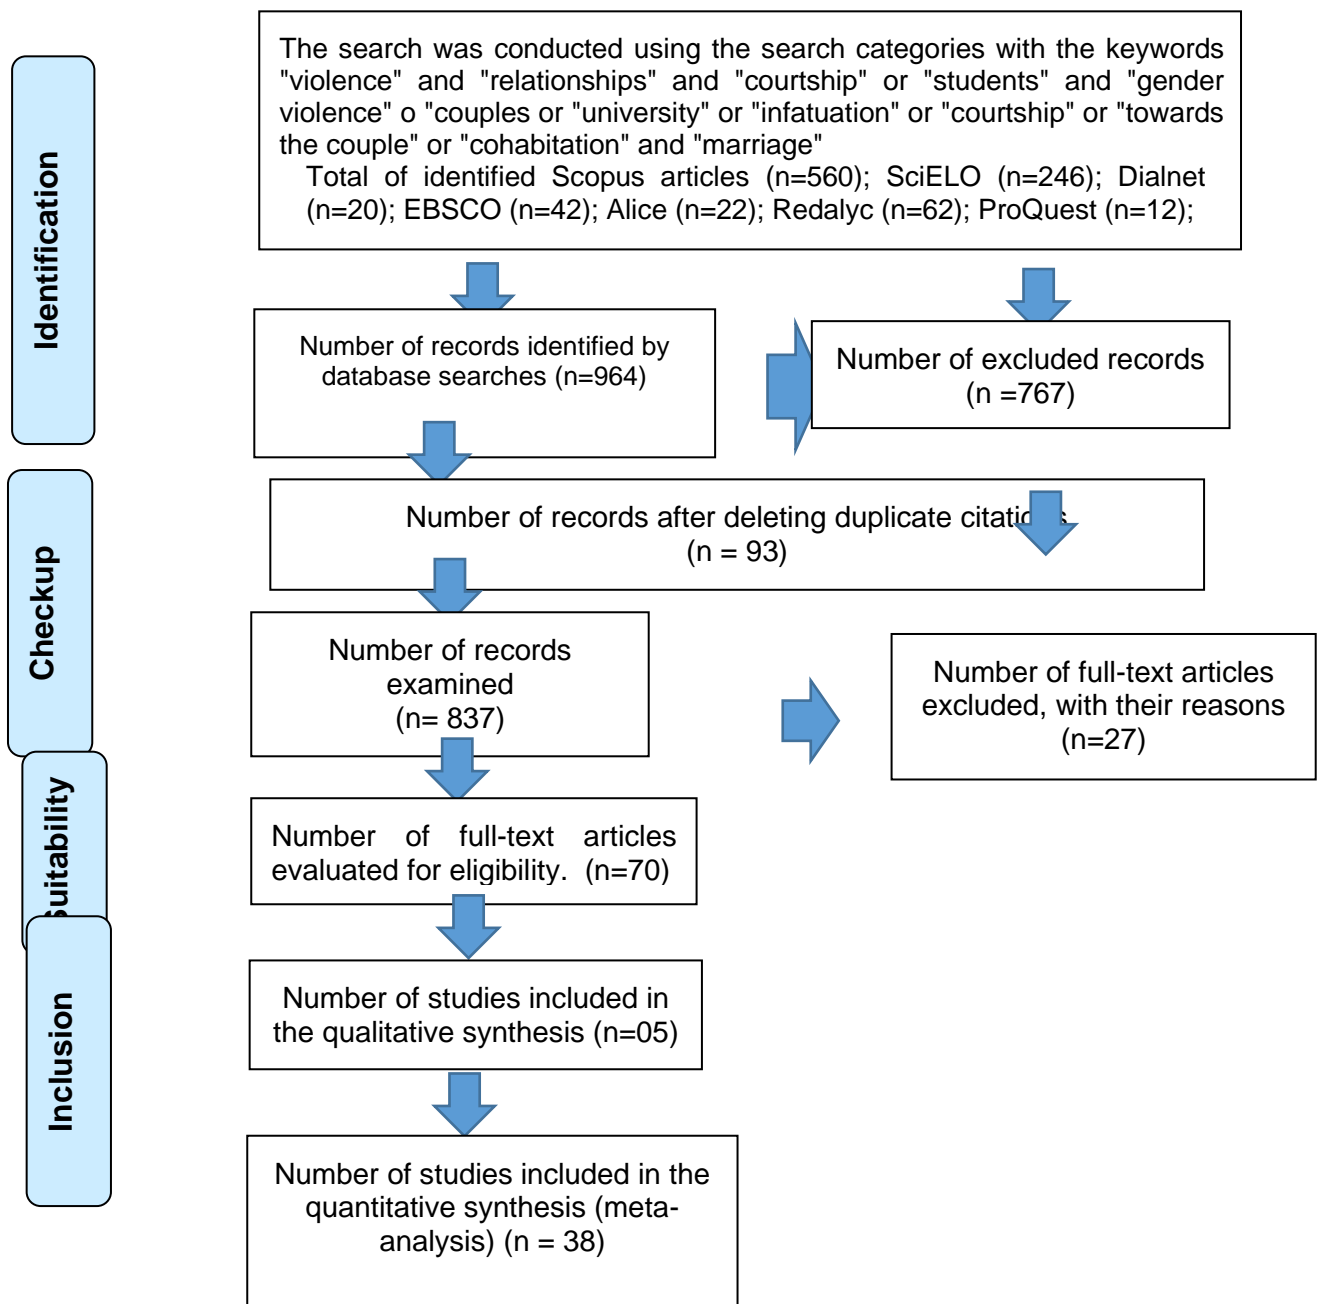 The search was conducted using the search categories with the keywords
"violence" and "relationships" and "courtship" or "students" and "gender
violence" o "couples or "university" or "infatuation" or "courtship" or "towards
the couple" or "cohabitation" and "marriage"
Total of identified Scopus articles (n=560); SciELO (n=246); Dialnet
(n=20); EBSCO (n=42); Alice (n=22); Redalyc (n=62); ProQuest (n=12);
Identification
Number of records identified by
database searches (n=964)
Number of excluded records
(n =767)
Number of records after deleting duplicate citations
(n = 93)
Checkup
Number of records
examined
(n= 837)
Number of full-text articles
excluded, with their reasons
(n=27)
Suitability
Number of full-text articles
evaluated for eligibility. (n=70)
Inclusion
Number of studies included in
the qualitative synthesis (n=05)
Number of studies included in the
quantitative synthesis (meta-
analysis) (n = 38)